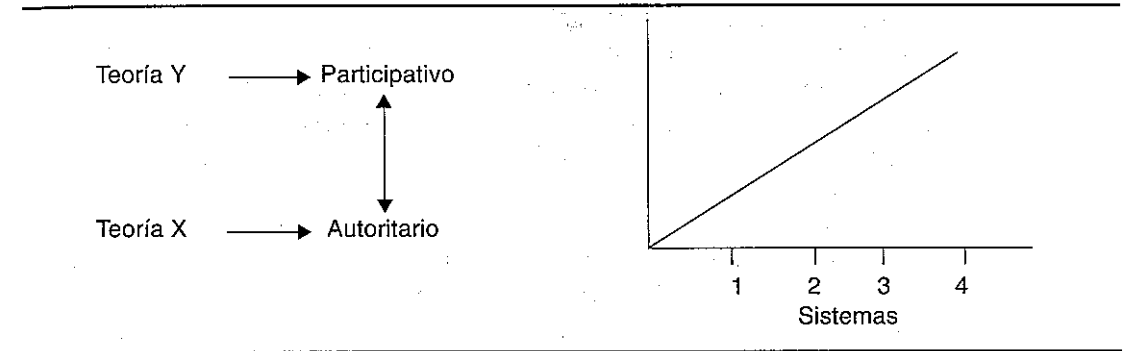 Teoría Y
Participativo
Teoría X
Autoritario
1 2 3 4
Sistemas